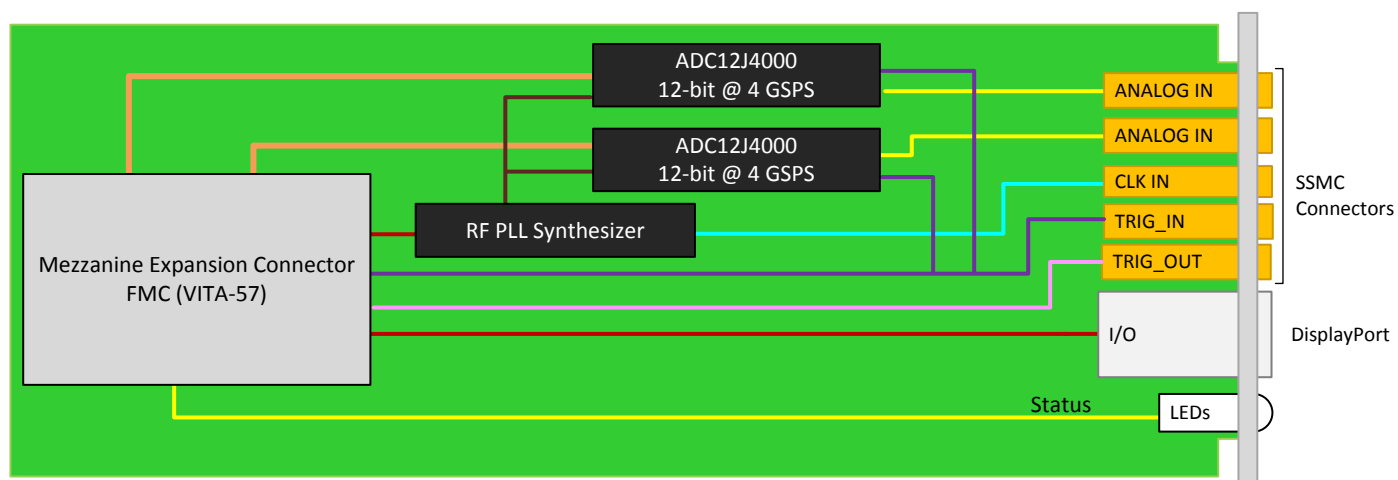 ADC12J4000
12-bit @ 4 GSPS
ANALOG IN
ADC12J4000
12-bit @ 4 GSPS
ANALOG IN
CLK IN
SSMC
Connectors
TRIG_IN
RF PLL Synthesizer
TRIG_OUT
Mezzanine Expansion Connector
FMC (VITA-57)
I/O
DisplayPort
Status
LEDs